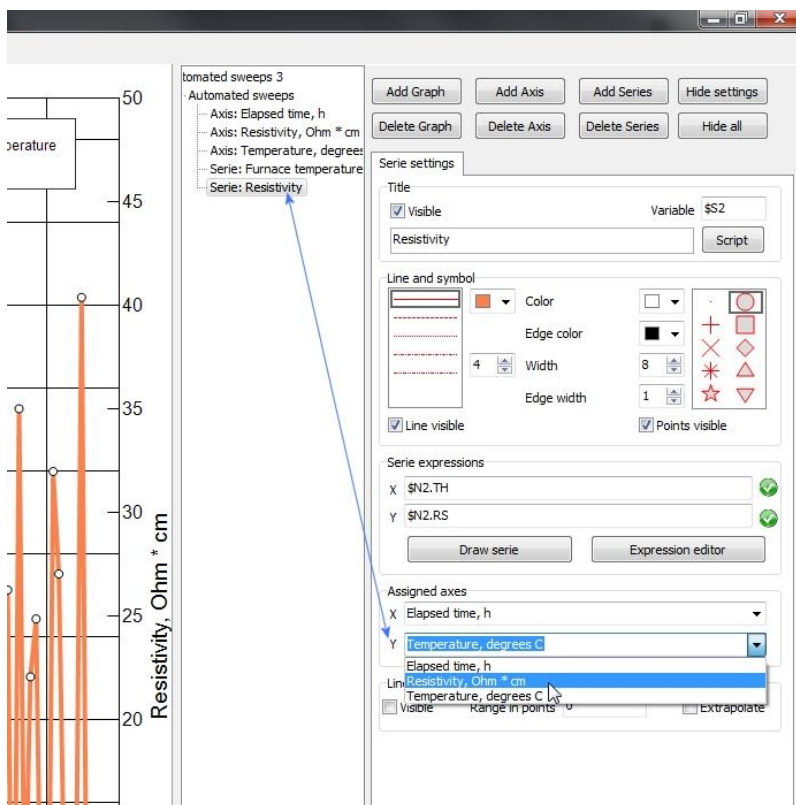 perature
50
45
40
35
30
25
20
Resistivity, Ohm * cm
tomated sweeps 3
Automated sweeps
Axis: Elapsed time, h
Axis: Resistivity, Ohm * cm
Axis: Temperature, degrees
Serie: Furnace temperature
Serie: Resistivity
Add Graph Add Axis Add Series Hide settings
Delete Graph Delete Axis Delete Series Hide all
Serie settings
Title
Visible Variable $S2
Resistivity Script
Line and symbol
Color
Edge color
4 Width 8
Edge width 1
Line visible Points visible
Serie expressions
X $N2.TH
Y $N2.RS
Draw serie Expression editor
Assigned axes
X Elapsed time, h
Y Temperature, degrees C
Elapsed time, h
Resistivity, Ohm * cm
Temperature, degrees C
Visible Range in points Extrapolate